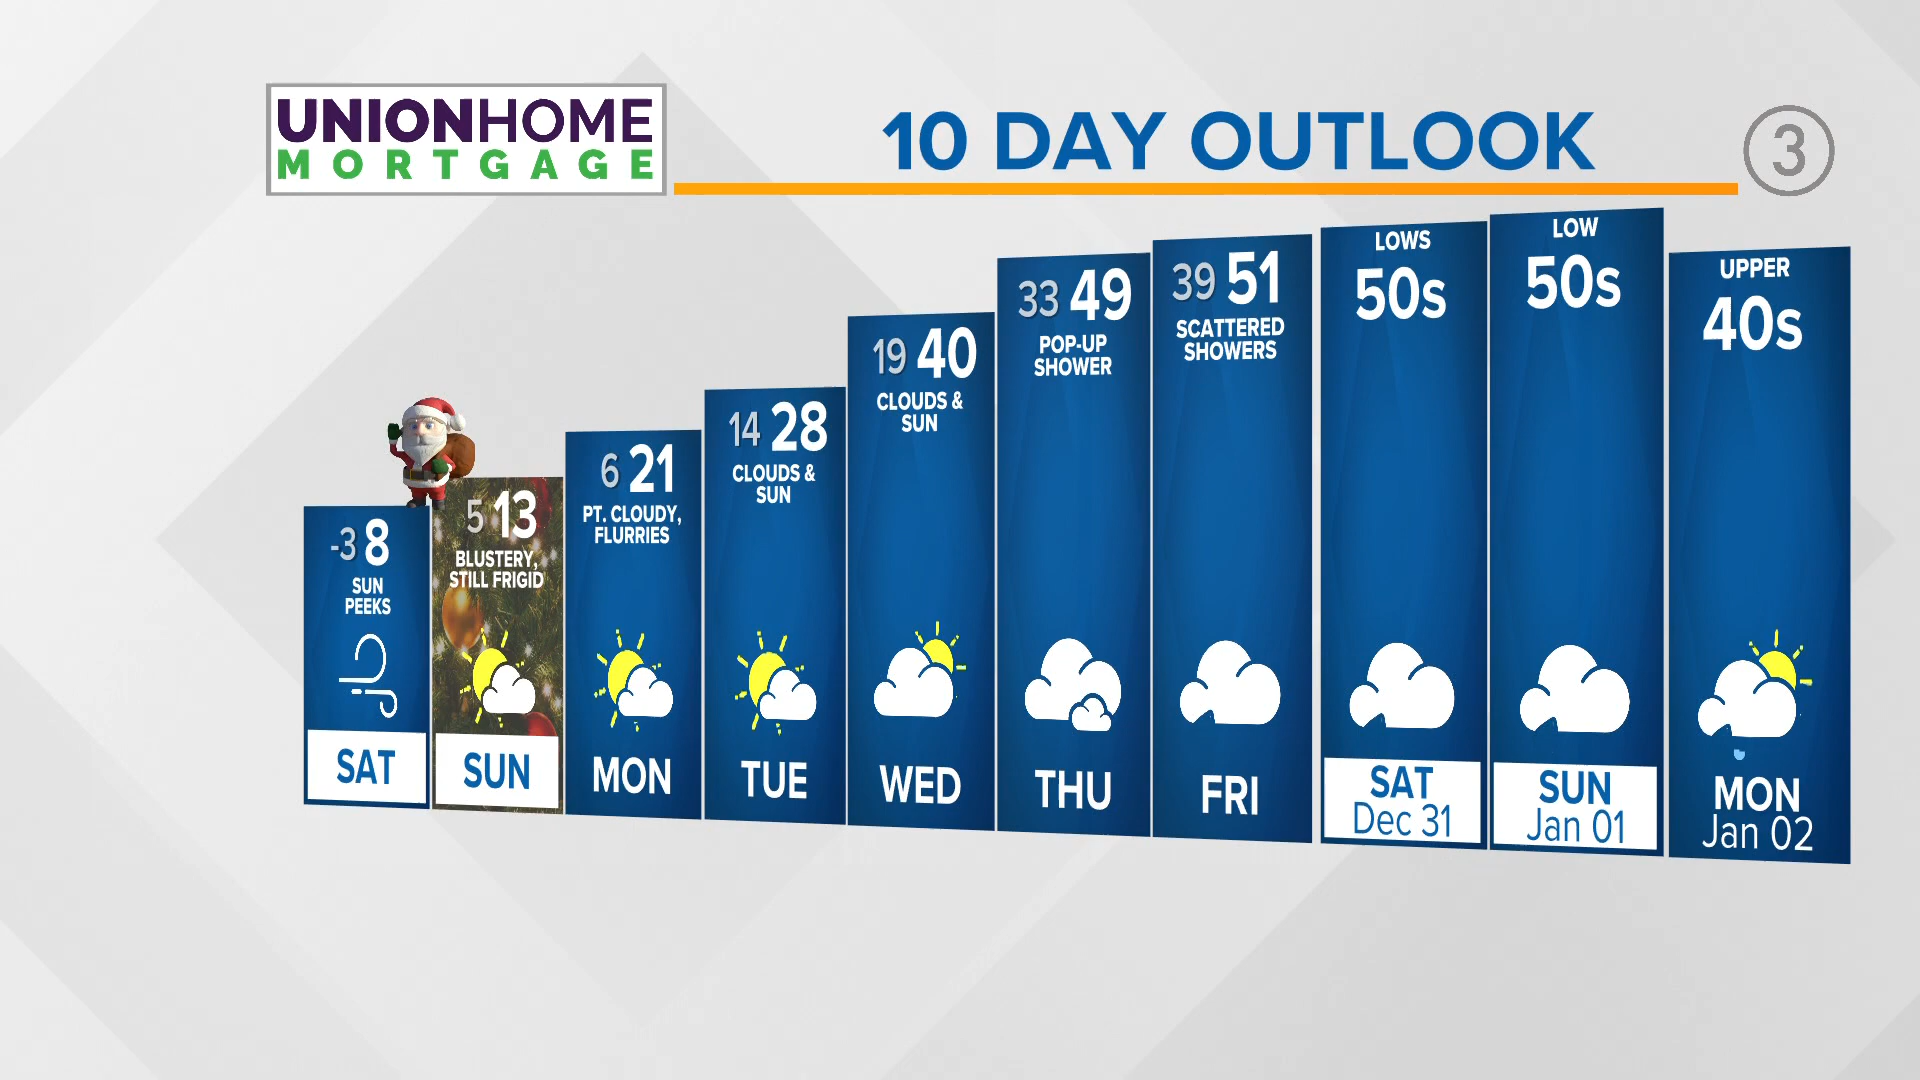 UNIONHOME
MORTGAGE
10 DAY OUTLOOK
3
-3 8
SUN
PEEKS
SAT
5 13
BLUSTERY,
STILL FRIGID
SUN
6 21
PT. CLOUDY,
FLURRIES
MON
14 28
CLOUDS &
SUN
TUE
19 40
CLOUDS &
SUN
WED
33 49
POP-UP
SHOWER
THU
39 51
SCATTERED
SHOWERS
FRI
LOWS
50s
SAT
Dec 31
LOW
50s
SUN
Jan 01
UPPER
40s
MON
Jan 02